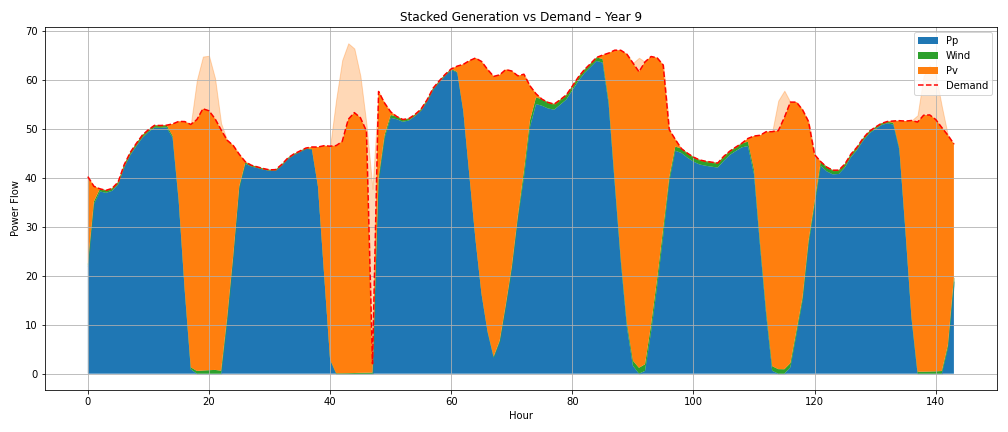 Stacked Generation vs Demand – Year 9
Power Flow
70
60
50
40
30
20
10
0
Pp
Wind
Pv
Demand
0 20 40 60 80 100 120 140
Hour